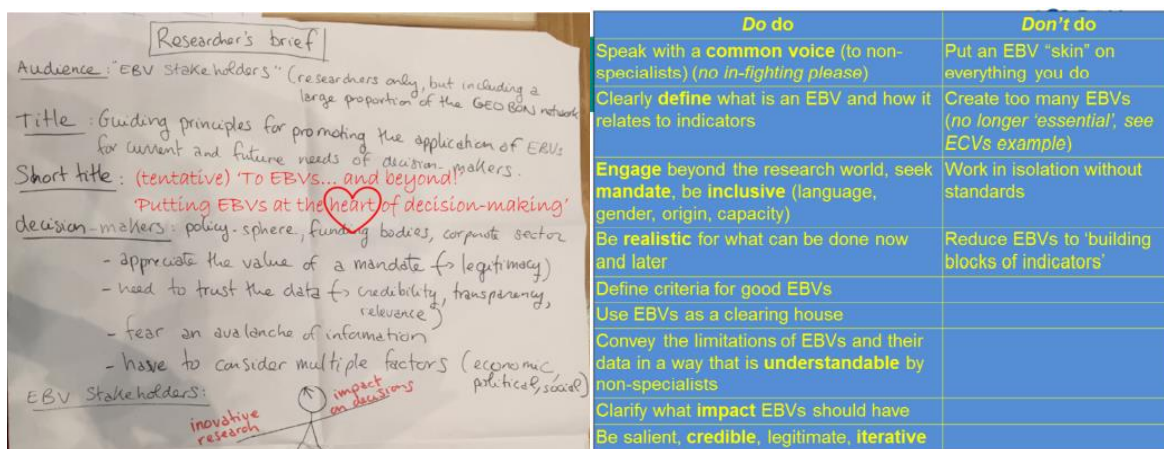 Researcher's brief
Audience: "EBV Stakeholders" (researchers only, but including a
large proportion of the GEO BON network
Title: Guiding principles for promoting the application of EBVs
for current and future needs of decision-makers.
Short title: (tentative) 'To EBVs... and beyond!'
'Putting EBVs at the heart of decision-making'
decision-makers: policy-sphere, funding bodies, corporate sector
- appreciate the value of a mandate (→ legitimacy)
- need to trust the data (→ credibility, transparency,
relevance)
- fear an avalanche of information
- have to consider multiple factors (economic,
political, social)
EBV Stakeholders:
inovative
research
impact
on decisions
Do do
Don't do
Speak with a common voice (to non-
specialists) (no in-fighting please)
Put an EBV “skin” on
everything you do
Clearly define what is an EBV and how it
relates to indicators
Create too many EBVs
(no longer ‘essential’, see
ECVs example)
Engage beyond the research world, seek
mandate, be inclusive (language,
gender, origin, capacity)
Work in isolation without
standards
Be realistic for what can be done now
and later
Reduce EBVs to ‘building
blocks of indicators’
Define criteria for good EBVs
Use EBVs as a clearing house
Convey the limitations of EBVs and their
data in a way that is understandable by
non-specialists
Clarify what impact EBVs should have
Be salient, credible, legitimate, iterative